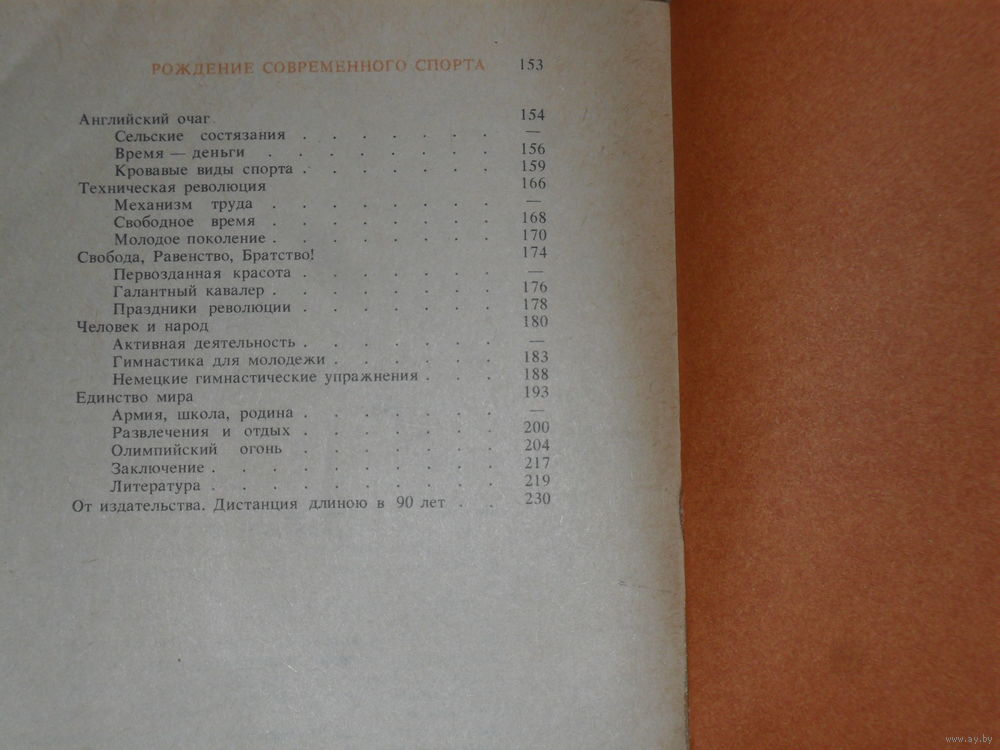 РОЖДЕНИЕ СОВРЕМЕННОГО СПОРТА 153
Английский очаг 154
Сельские состязания . . . . . . . —
Время — деньги . . . . . . . . 156
Кровавые виды спорта . . . . . . . 159
Техническая революция 166
Механизм труда . . . . . . . . —
Свободное время . . . . . . . . 168
Молодое поколение . . . . . . . . 170
Свобода, Равенство, Братство! 174
Первозданная красота . . . . . . . —
Галантный кавалер . . . . . . . . 176
Праздники революции . . . . . . . 178
Человек и народ 180
Активная деятельность . . . . . . . —
Гимнастика для молодежи . . . . . . 183
Немецкие гимнастические упражнения . . . 188
Единство мира 193
Армия, школа, родина . . . . . . . —
Развлечения и отдых . . . . . . . 200
Олимпийский огонь . . . . . . . 204
Заключение . . . . . . . . . . 217
Литература . . . . . . . . . . 219
От издательства. Дистанция длиною в 90 лет . . 230
www.ay.by